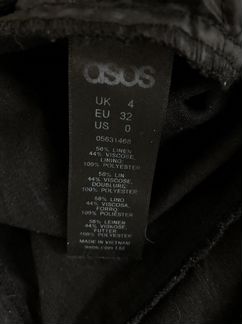 asos
UK 4
EU 32
US 0
05631468
56% LINEN
44% VISCOSE,
LINING:
100% POLYESTER
56% LIN
44% VISCOSE,
DOUBLURE:
100% POLYESTER
56% LINO
44% VISCOSA,
FORRO:
100% POLIÉSTER
56% LEINEN
44% VISKOSE
FUTTER
100% POLYESTER
MADE IN VIETNAM